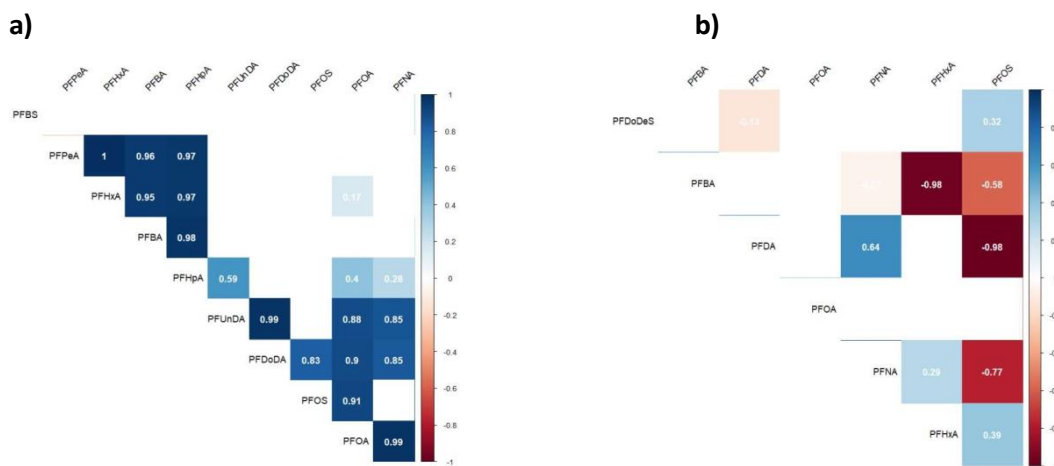 a)
PFPeA PFHxA PFBA PFHpA PFUnDA PFDoDA PFOS PFOA PFNA
PFBS
PFPeA 1 0.96 0.97
PFHxA 0.95 0.97 0.17
PFBA 0.98
PFHpA 0.59 0.4 0.28
PFUnDA 0.99 0.88 0.85
PFDoDA 0.83 0.9 0.85
PFOS 0.91
PFOA 0.99
1
0.8
0.6
0.4
0.2
0
-0.2
-0.4
-0.6
-0.8
-1
b)
PFBA PFDA PFOA PFNA PFHxA PFOS
PFDoDeS 0.32
PFBA -0.98 -0.58
PFDA 0.64 -0.98
PFOA
PFNA 0.29 -0.77
PFHxA 0.39